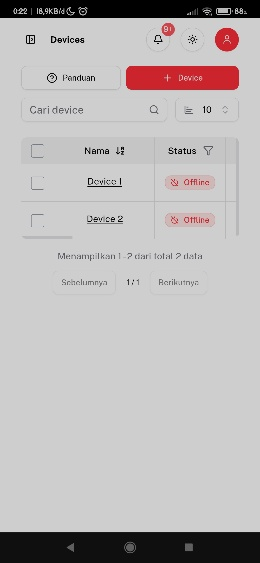 0:22 | 18,9KB/d
88
Devices
9+
Panduan
+ Device
Cari device
10
Nama
Status
Device 1
Offline
Device 2
Offline
Menampilkan 1-2 dari total 2 data
Sebelumnya
1 / 1
Berikutnya